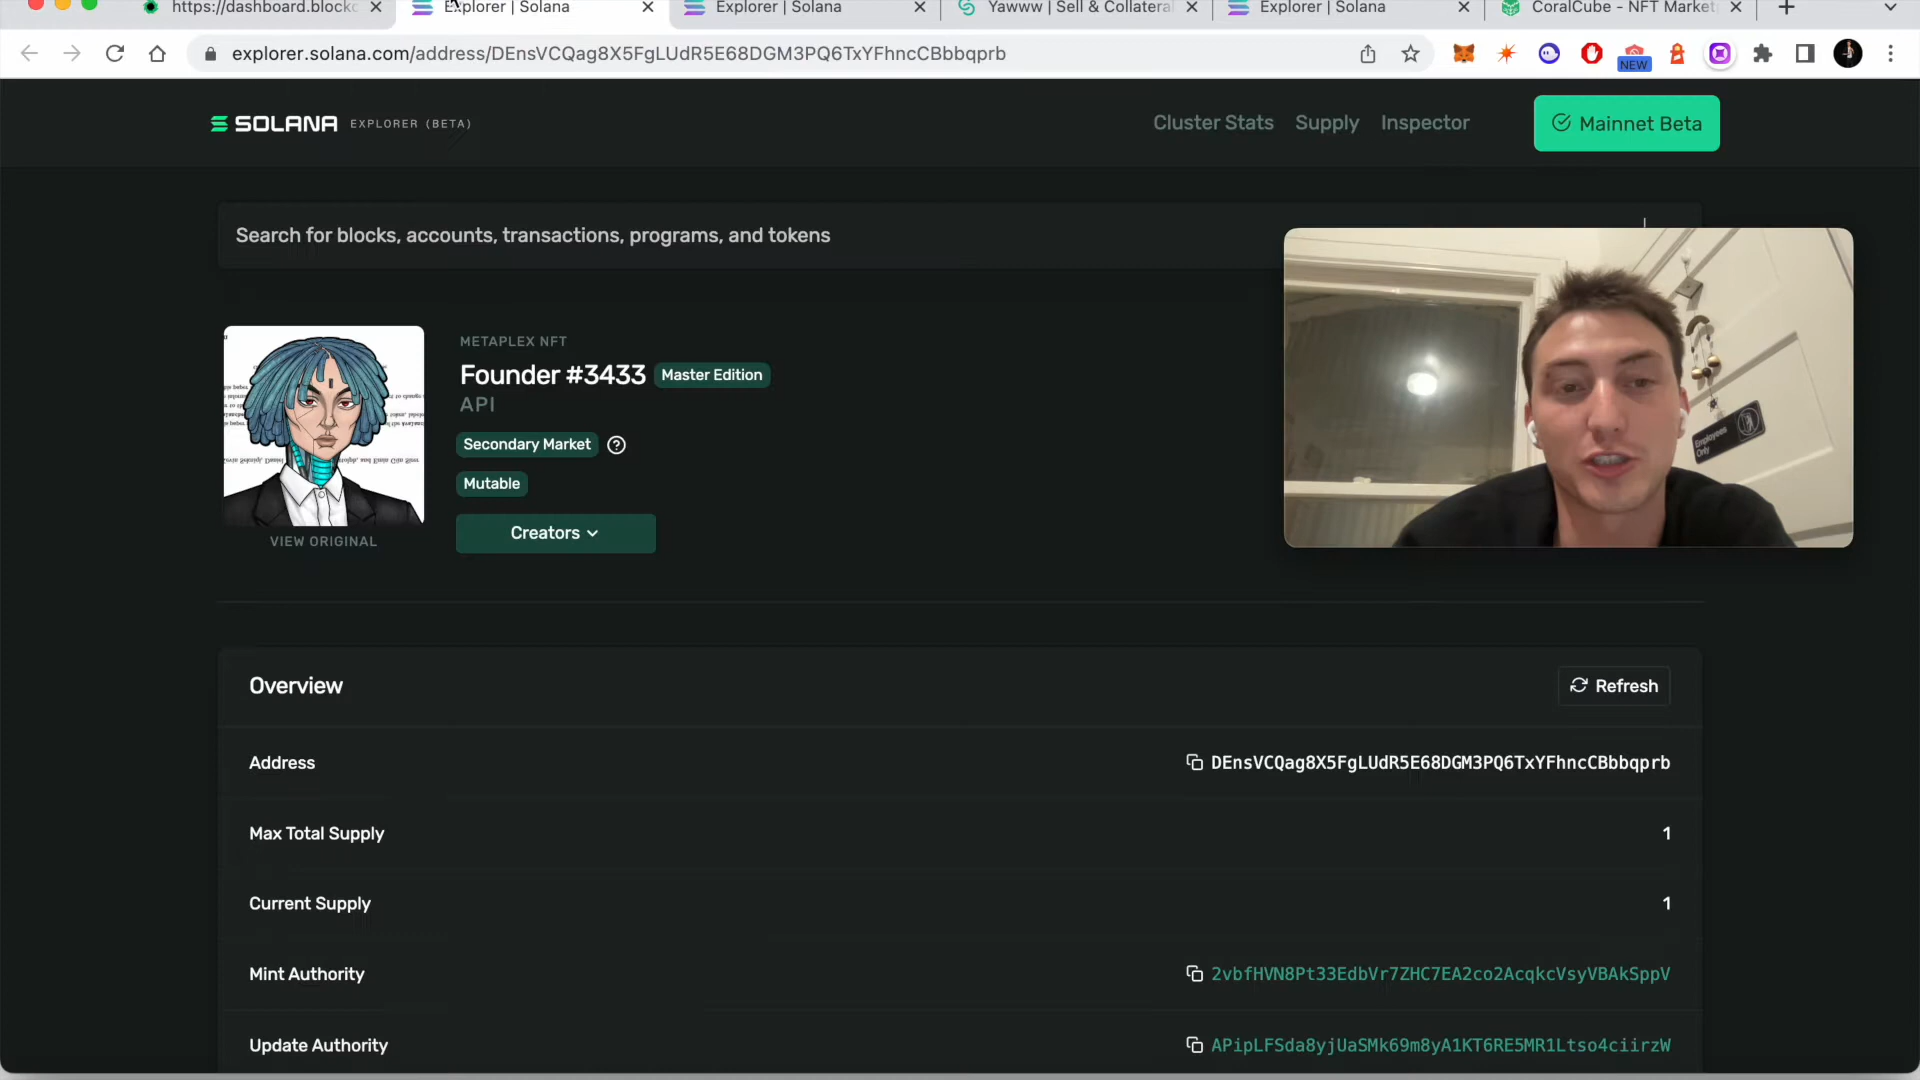 https://dashboard.blockc
Explorer | Solana
Explorer | Solana
Yawww | Sell & Collatera
Explorer | Solana
CoralCube - NFT Market
explorer.solana.com/address/DEnsVCQag8X5FgLUdR5E68DGM3PQ6TxYFhncCBbbqprb
NEW
SOLANA EXPLORER (BETA)
Cluster Stats
Supply
Inspector
Mainnet Beta
Search for blocks, accounts, transactions, programs, and tokens
METAPLEX NFT
Founder #3433
Master Edition
API
Secondary Market
Mutable
Creators
VIEW ORIGINAL
Employees
Only
Overview
Refresh
Address
DEnsVCQag8X5FgLUdR5E68DGM3PQ6TxYFhncCBbbqprb
Max Total Supply
1
Current Supply
1
Mint Authority
2vbfHVN8Pt33EdbVr7ZHC7EA2co2AcqkcVsyVBAkSppV
Update Authority
APipLFSda8yjUaSMk69m8yA1KT6RE5MR1Ltso4ciirzW